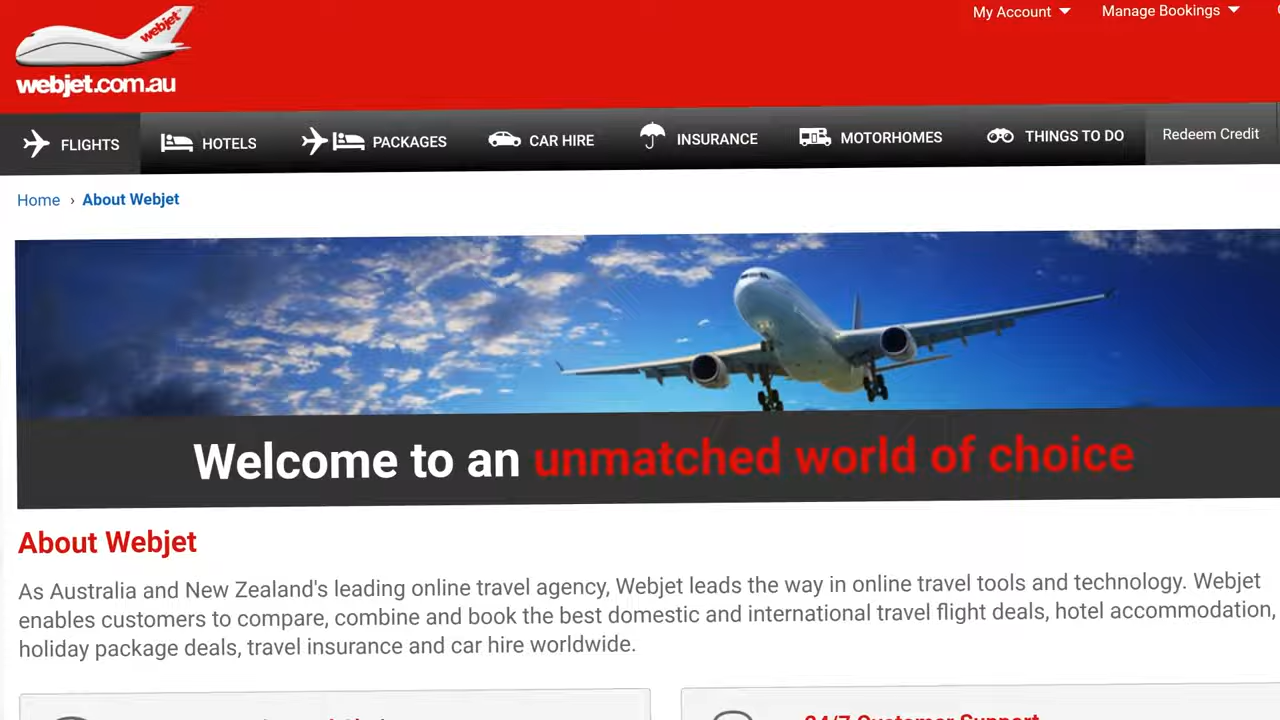 My Account
Manage Bookings
webjet
webjet.com.au
FLIGHTS
HOTELS
PACKAGES
CAR HIRE
INSURANCE
MOTORHOMES
THINGS TO DO
Redeem Credit
Home › About Webjet
Welcome to an unmatched world of choice
About Webjet
As Australia and New Zealand's leading online travel agency, Webjet leads the way in online travel tools and technology. Webjet
enables customers to compare, combine and book the best domestic and international travel flight deals, hotel accommodation,
holiday package deals, travel insurance and car hire worldwide.
24/7 Customer Support